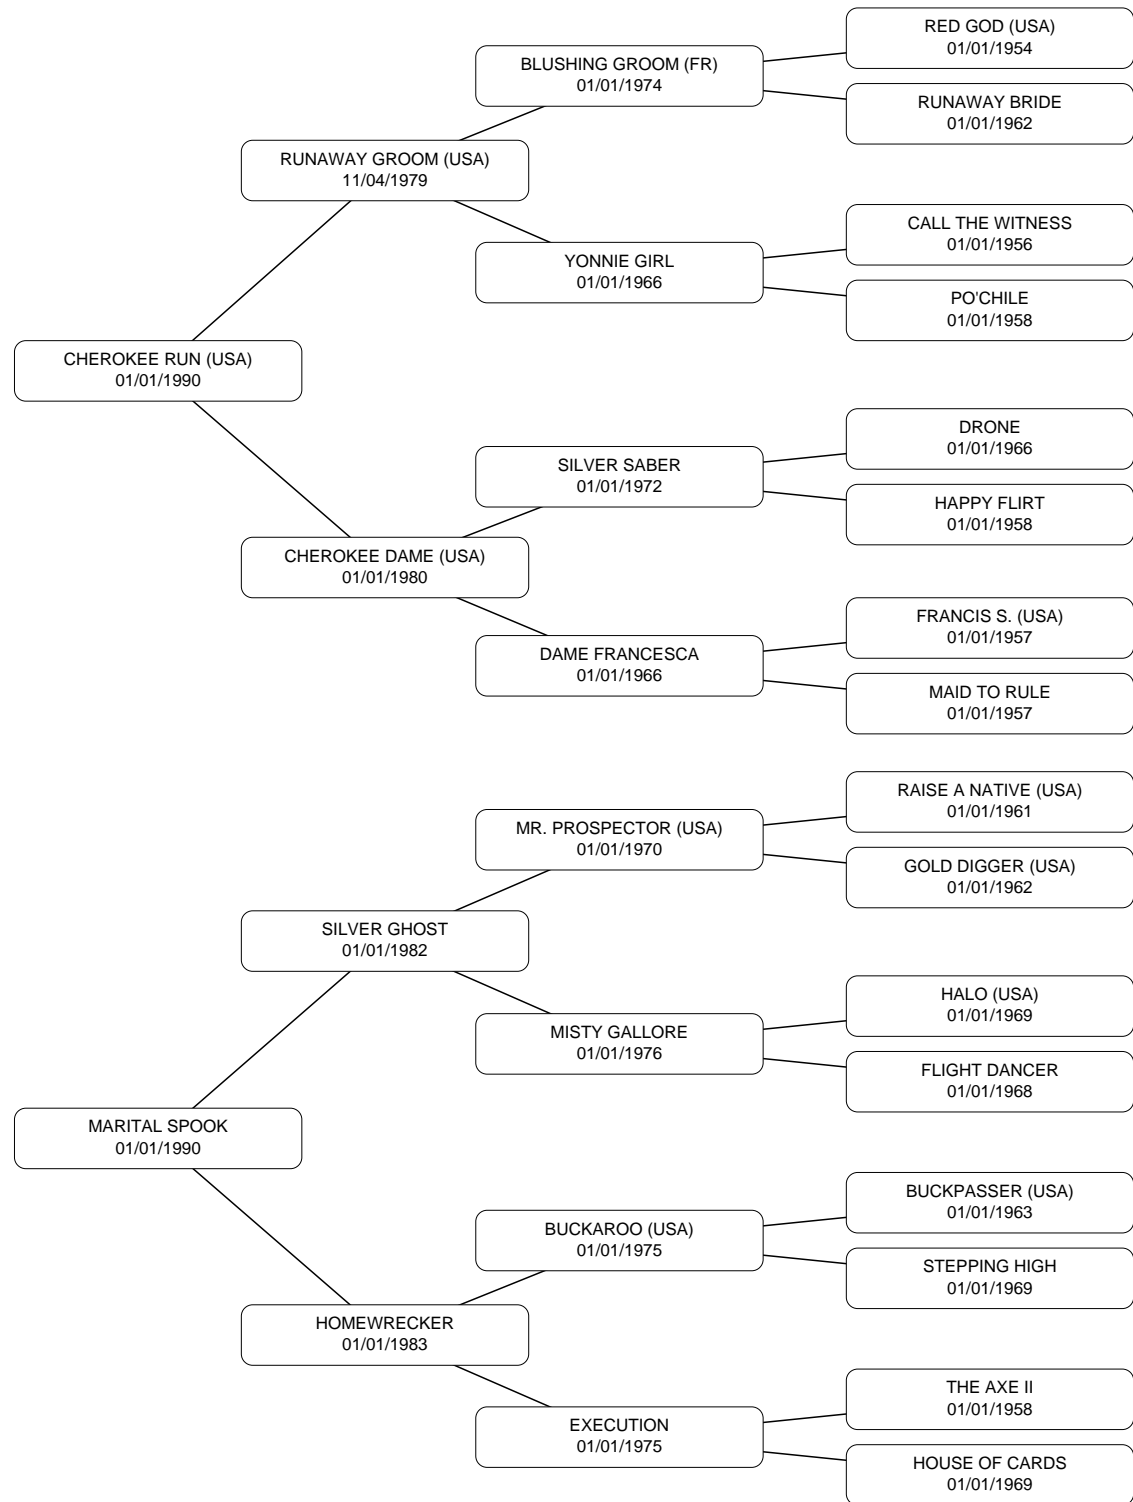 RED GOD (USA)
01/01/1954
BLUSHING GROOM (FR)
01/01/1974
RUNAWAY BRIDE
01/01/1962
RUNAWAY GROOM (USA)
11/04/1979
CALL THE WITNESS
01/01/1956
YONNIE GIRL
01/01/1966
PO'CHILE
01/01/1958
CHEROKEE RUN (USA)
01/01/1990
DRONE
01/01/1966
SILVER SABER
01/01/1972
HAPPY FLIRT
01/01/1958
CHEROKEE DAME (USA)
01/01/1980
FRANCIS S. (USA)
01/01/1957
DAME FRANCESCA
01/01/1966
MAID TO RULE
01/01/1957
RAISE A NATIVE (USA)
01/01/1961
MR. PROSPECTOR (USA)
01/01/1970
GOLD DIGGER (USA)
01/01/1962
SILVER GHOST
01/01/1982
HALO (USA)
01/01/1969
MISTY GALLORE
01/01/1976
FLIGHT DANCER
01/01/1968
MARITAL SPOOK
01/01/1990
BUCKPASSER (USA)
01/01/1963
BUCKAROO (USA)
01/01/1975
STEPPING HIGH
01/01/1969
HOMEWRECKER
01/01/1983
THE AXE II
01/01/1958
EXECUTION
01/01/1975
HOUSE OF CARDS
01/01/1969